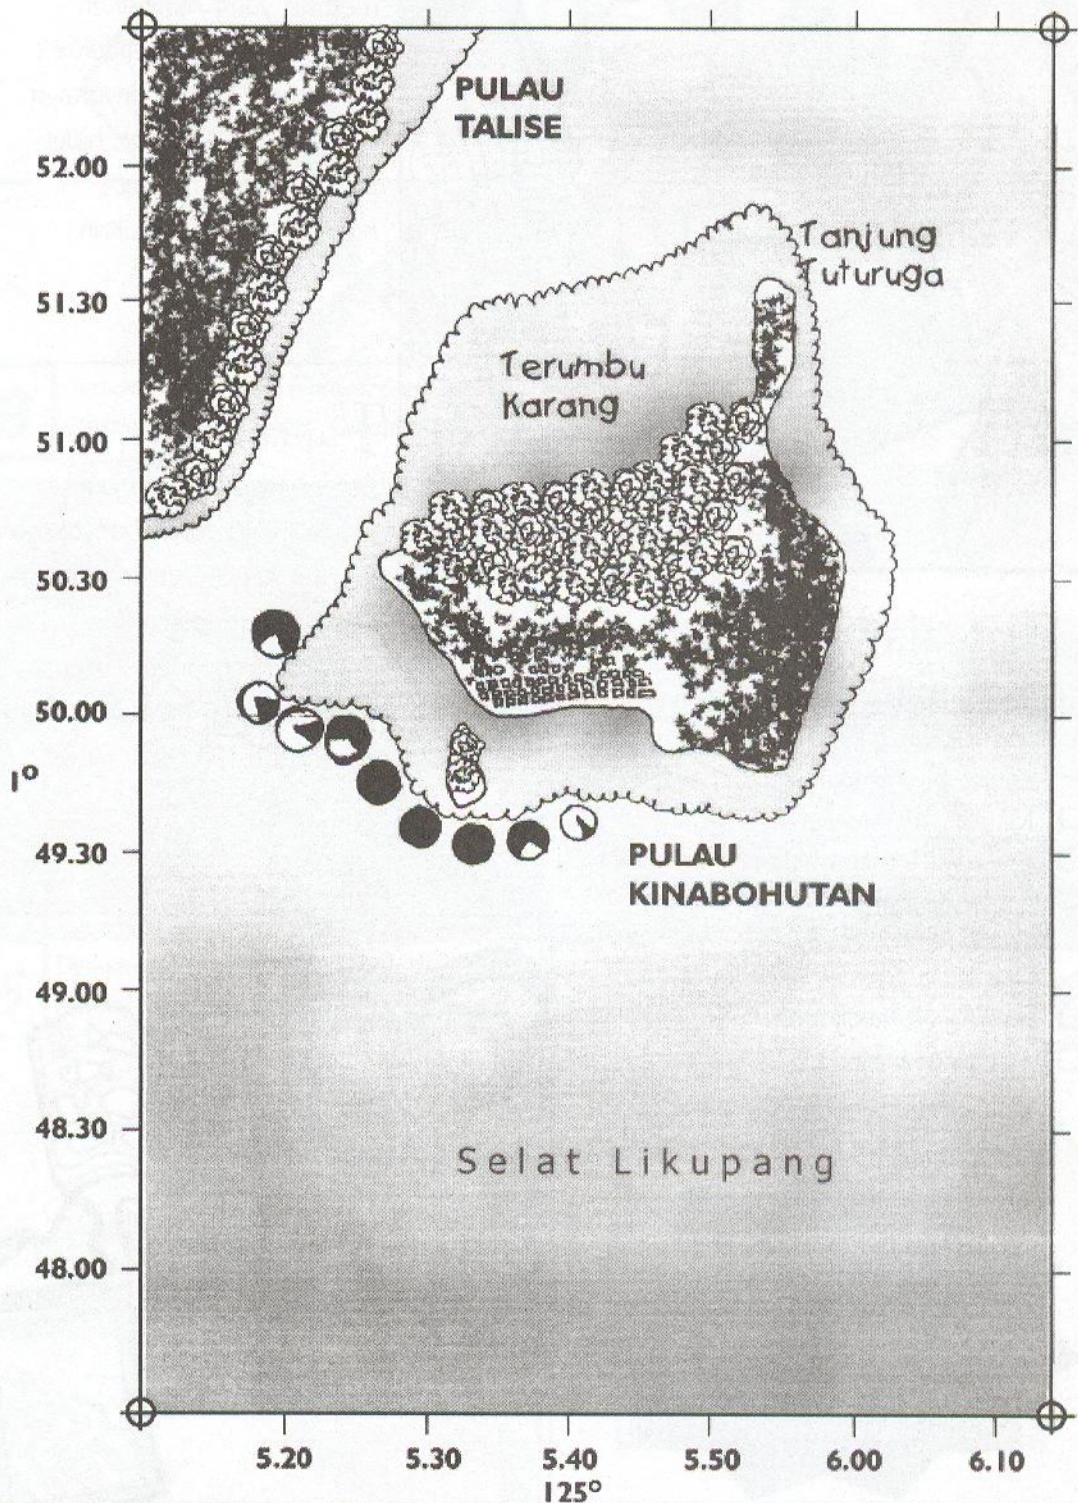 PULAU
TALISE
52.00
Tanjung
Tuturuga
51.30
Terumbu
Karang
51.00
50.30
50.00
1°
49.30
PULAU
KINABOHUTAN
49.00
48.30
Selat Likupang
48.00
5.20
5.30
5.40
5.50
6.00
6.10
125°